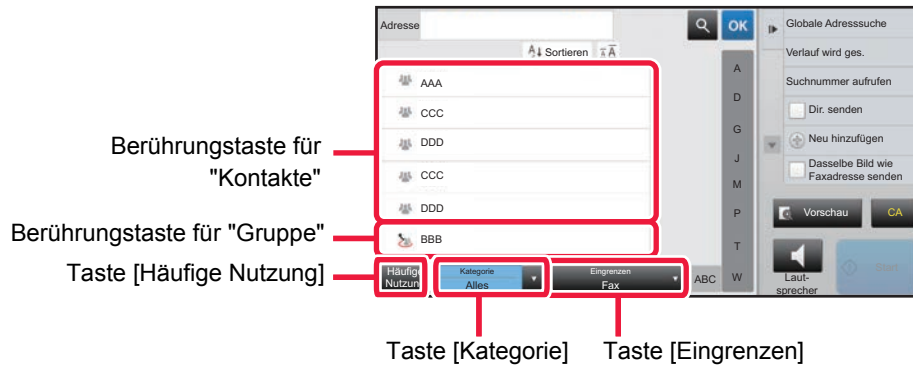 Adresse
OK
Globale Adresssuche
Sortieren
Verlauf wird ges.
Suchnummer aufrufen
Dir. senden
Neu hinzufügen
Dasselbe Bild wie
Faxadresse senden
Vorschau
CA
Laut-
sprecher
Start
AAA
CCC
DDD
CCC
DDD
BBB
A
D
G
J
M
P
T
W
ABC
Häufige
Nutzun
Kategorie
Alles
Eingrenzen
Fax
Berührungstaste für
"Kontakte"
Berührungstaste für "Gruppe"
Taste [Häufige Nutzung]
Taste [Kategorie]
Taste [Eingrenzen]